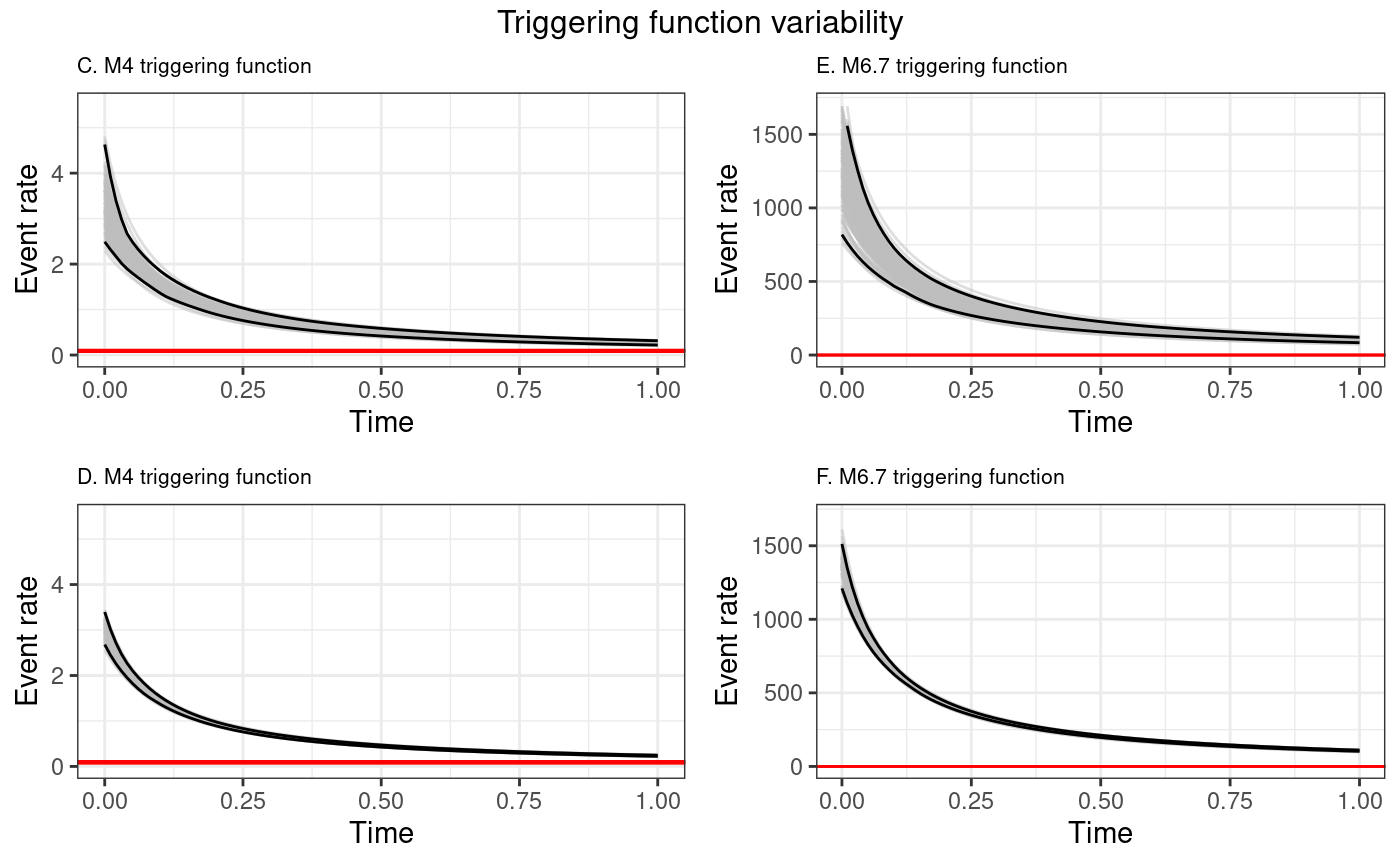 Triggering function variability
C. M4 triggering function
Event rate
4
2
0
0.00 0.25 0.50 0.75 1.00
Time
E. M6.7 triggering function
Event rate
1500
1000
500
0
0.00 0.25 0.50 0.75 1.00
Time
D. M4 triggering function
Event rate
4
2
0
0.00 0.25 0.50 0.75 1.00
Time
F. M6.7 triggering function
Event rate
1500
1000
500
0
0.00 0.25 0.50 0.75 1.00
Time